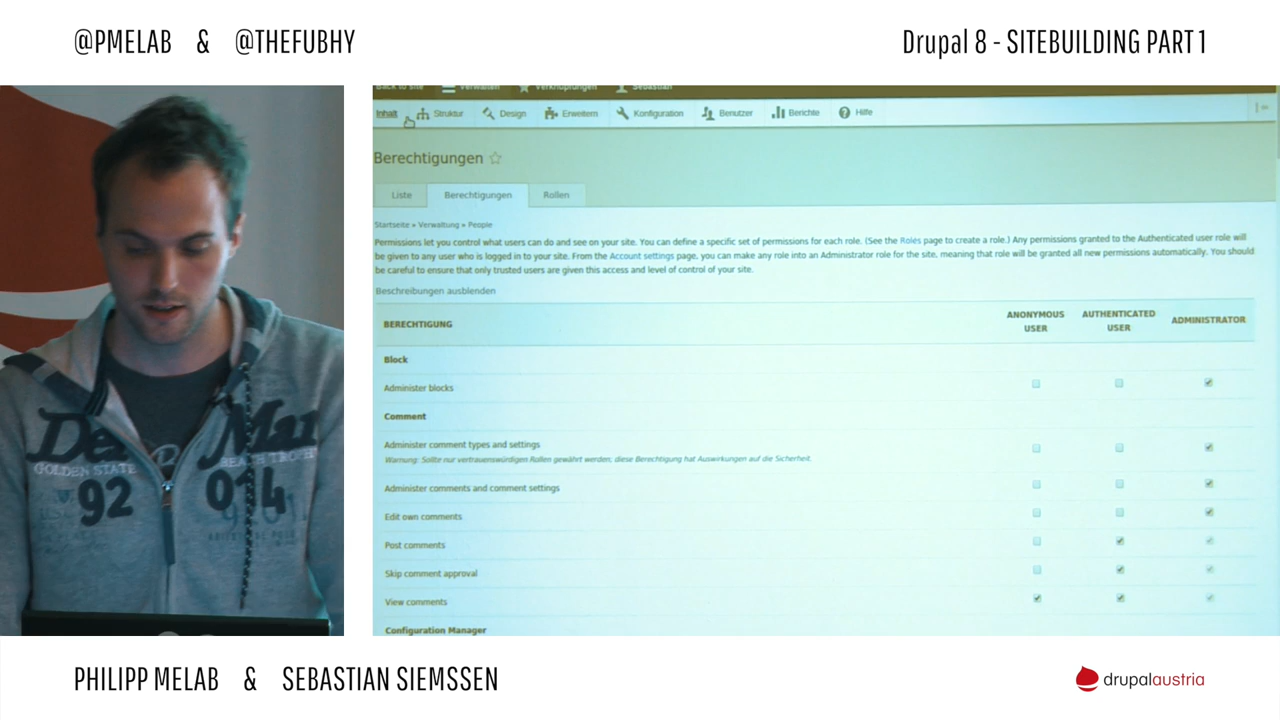 @PMELAB & @THEFUBHY
Drupal 8 - SITEBUILDING PART 1
Back to site Verwalten Verknüpfungen Sebastian
Inhalt Struktur Design Erweitern Konfiguration Benutzer Berichte Hilfe
Berechtigungen
Liste Berechtigungen Rollen
Startseite » Verwaltung » People
Permissions let you control what users can do and see on your site. You can define a specific set of permissions for each role. (See the Roles page to create a role.) Any permissions granted to the Authenticated user role will
be given to any user who is logged in to your site. From the Account settings page, you can make any role into an Administrator role for the site, meaning that role will be granted all new permissions automatically. You should
be careful to ensure that only trusted users are given this access and level of control of your site.
Beschreibungen ausblenden
BERECHTIGUNG
ANONYMOUS
USER
AUTHENTICATED
USER
ADMINISTRATOR
Block
Administer blocks
Comment
Administer comment types and settings
Warnung: Sollte nur vertrauenswürdigen Rollen gewährt werden; diese Berechtigung hat Auswirkungen auf die Sicherheit.
Administer comments and comment settings
Edit own comments
Post comments
Skip comment approval
View comments
Configuration Manager
GOLDEN STATE
92 014
PHILIPP MELAB & SEBASTIAN SIEMSSEN
drupalaustria